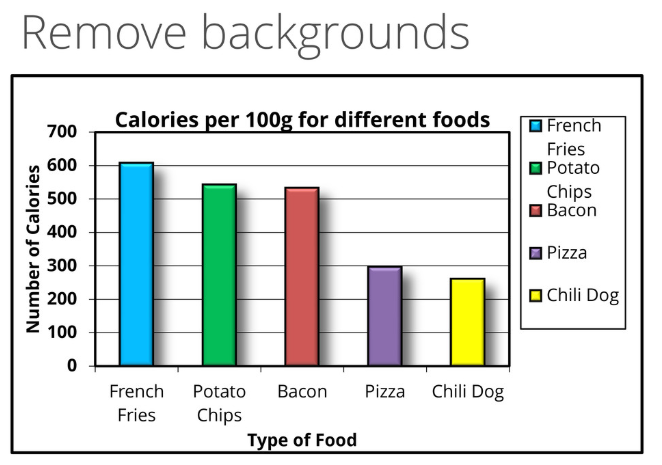 Remove backgrounds
Calories per 100g for different foods
Number of Calories
700
600
500
400
300
200
100
0
French
Fries
Potato
Chips
Bacon
Pizza
Chili Dog
Type of Food
French
Fries
Potato
Chips
Bacon
Pizza
Chili Dog